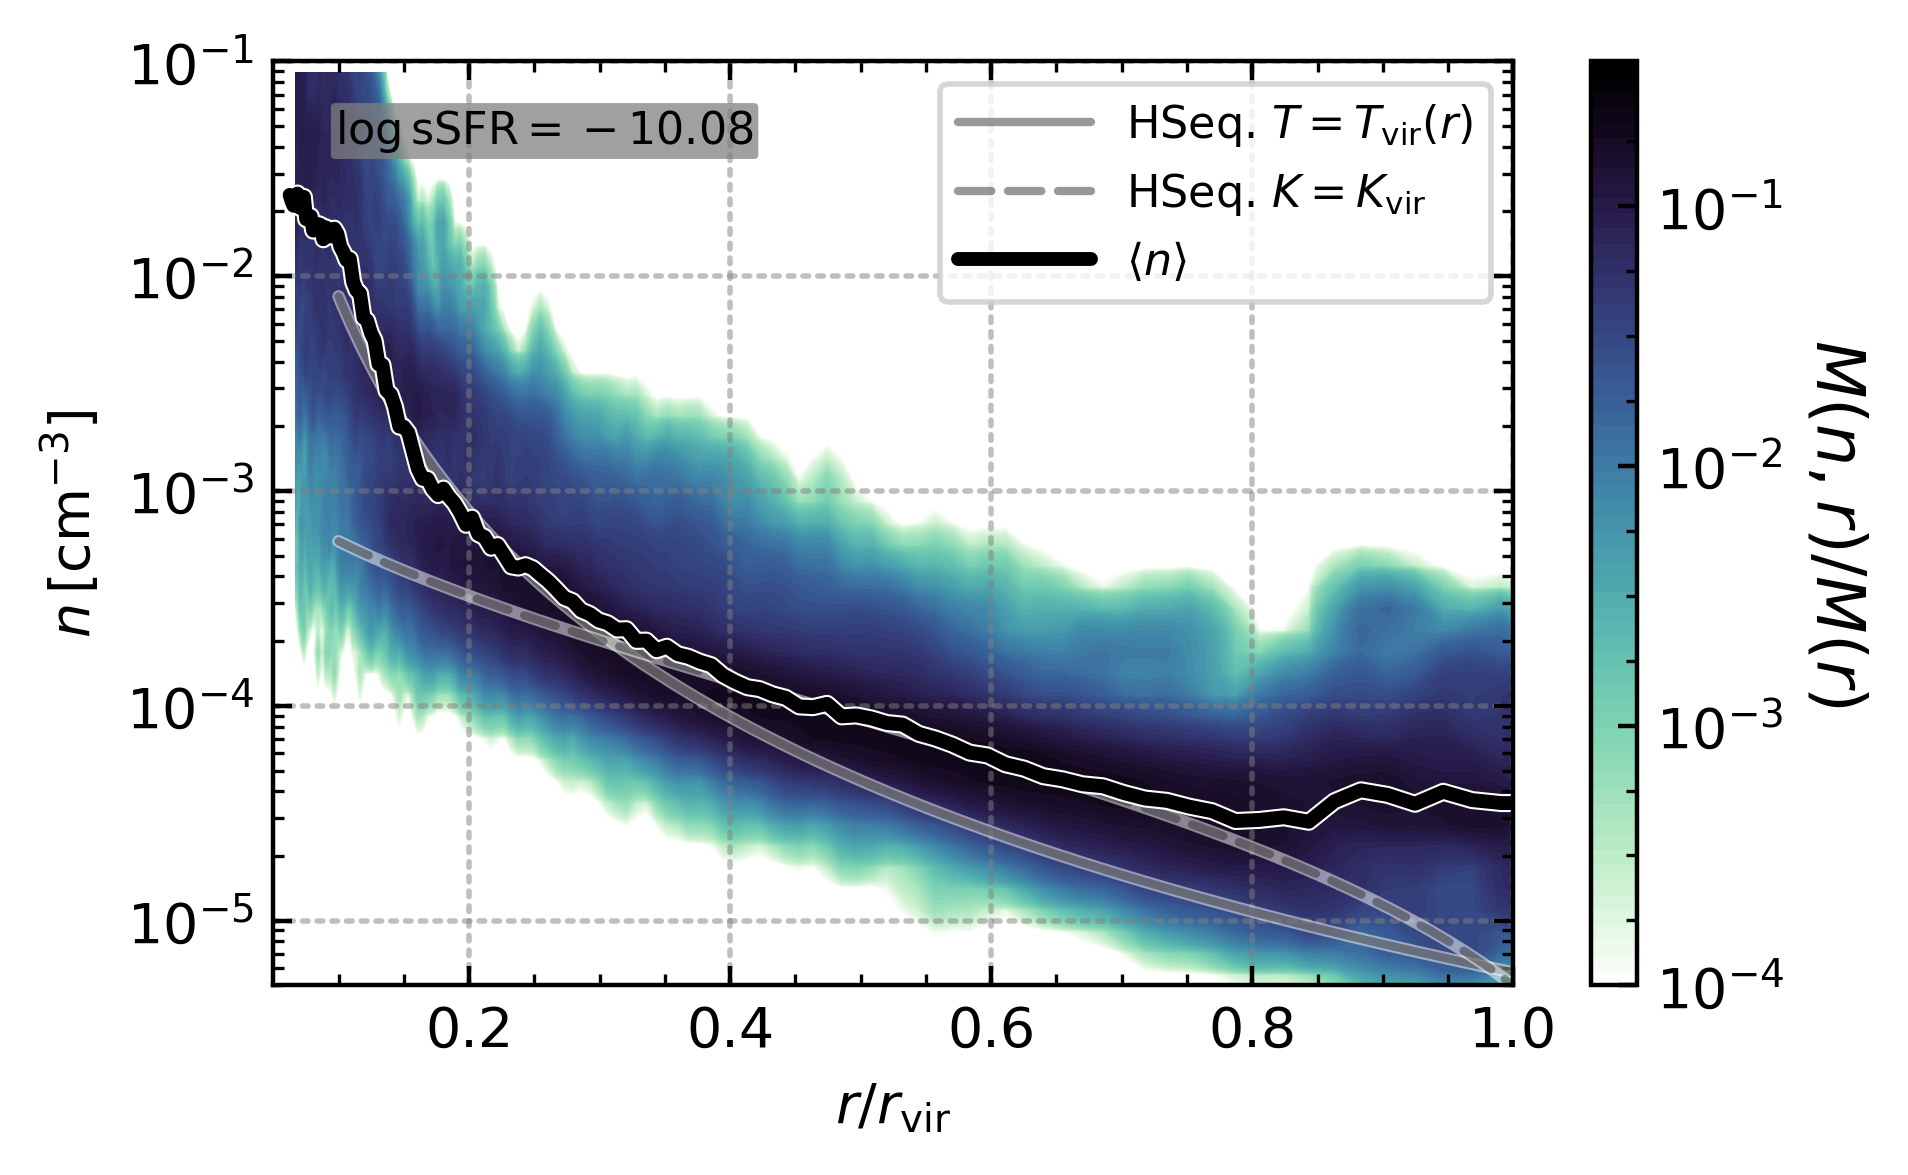 10⁻¹
10⁻²
10⁻³
10⁻⁴
10⁻⁵
n [cm⁻³]
log sSFR = −10.08
HSeq. T = T_vir(r)
HSeq. K = K_vir
⟨n⟩
0.2 0.4 0.6 0.8 1.0
r/r_vir
10⁻¹
10⁻²
10⁻³
10⁻⁴
M(n, r)/M(r)